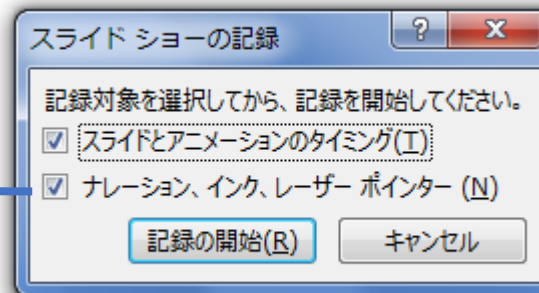 スライド ショーの記録
記録対象を選択してから、記録を開始してください。
スライドとアニメーションのタイミング(T)
ナレーション、インク、レーザー ポインター (N)
記録の開始(R) キャンセル